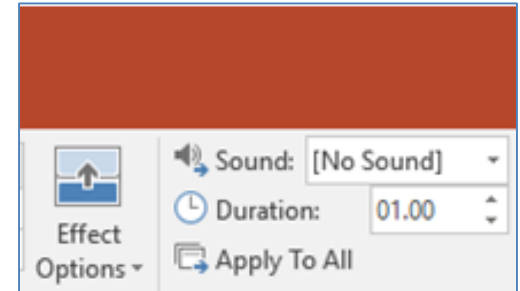 Sound: [No Sound]
Duration: 01.00
Effect
Options
Apply To All